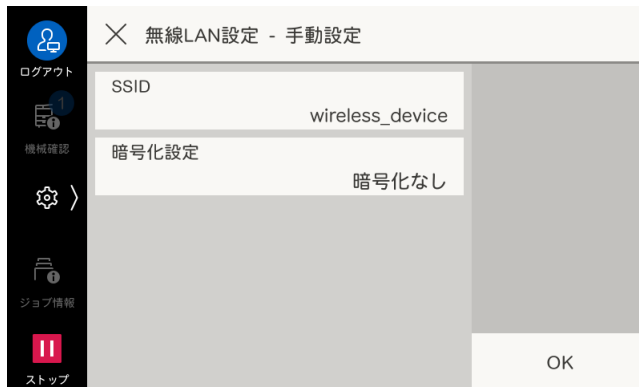 ログアウト
1
機械確認
ジョブ情報
ストップ
無線LAN設定 - 手動設定
SSID
wireless_device
暗号化設定
暗号化なし
OK